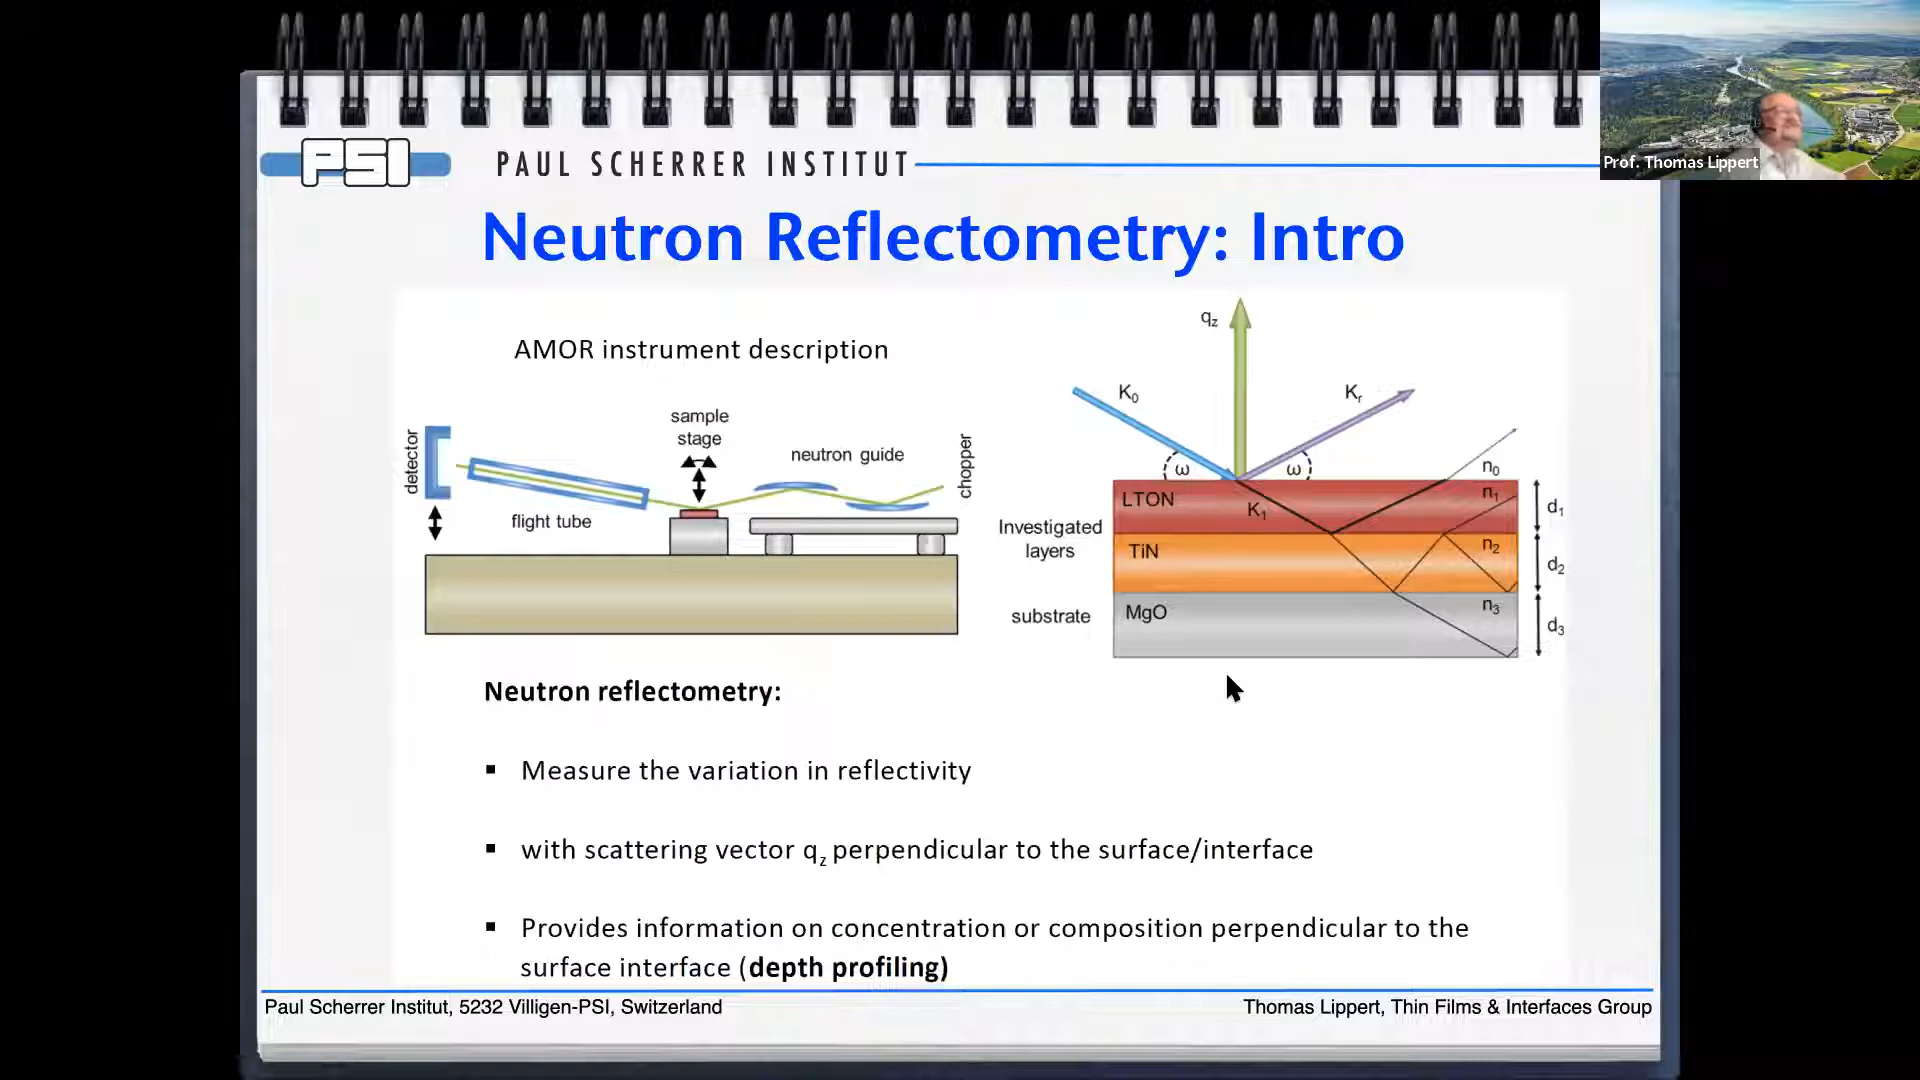 PSI
PAUL SCHERRER INSTITUT
Prof. Thomas Lippert
Neutron Reflectometry: Intro
AMOR instrument description
detector
flight tube
sample
stage
neutron guide
chopper
qz
K0
Kr
ω
ω
K1
LTON
TiN
MgO
Investigated
layers
substrate
n0
n1
n2
n3
d1
d2
d3
Neutron reflectometry:
▪ Measure the variation in reflectivity
▪ with scattering vector qz perpendicular to the surface/interface
▪ Provides information on concentration or composition perpendicular to the
surface interface (depth profiling)
Paul Scherrer Institut, 5232 Villigen-PSI, Switzerland
Thomas Lippert, Thin Films & Interfaces Group